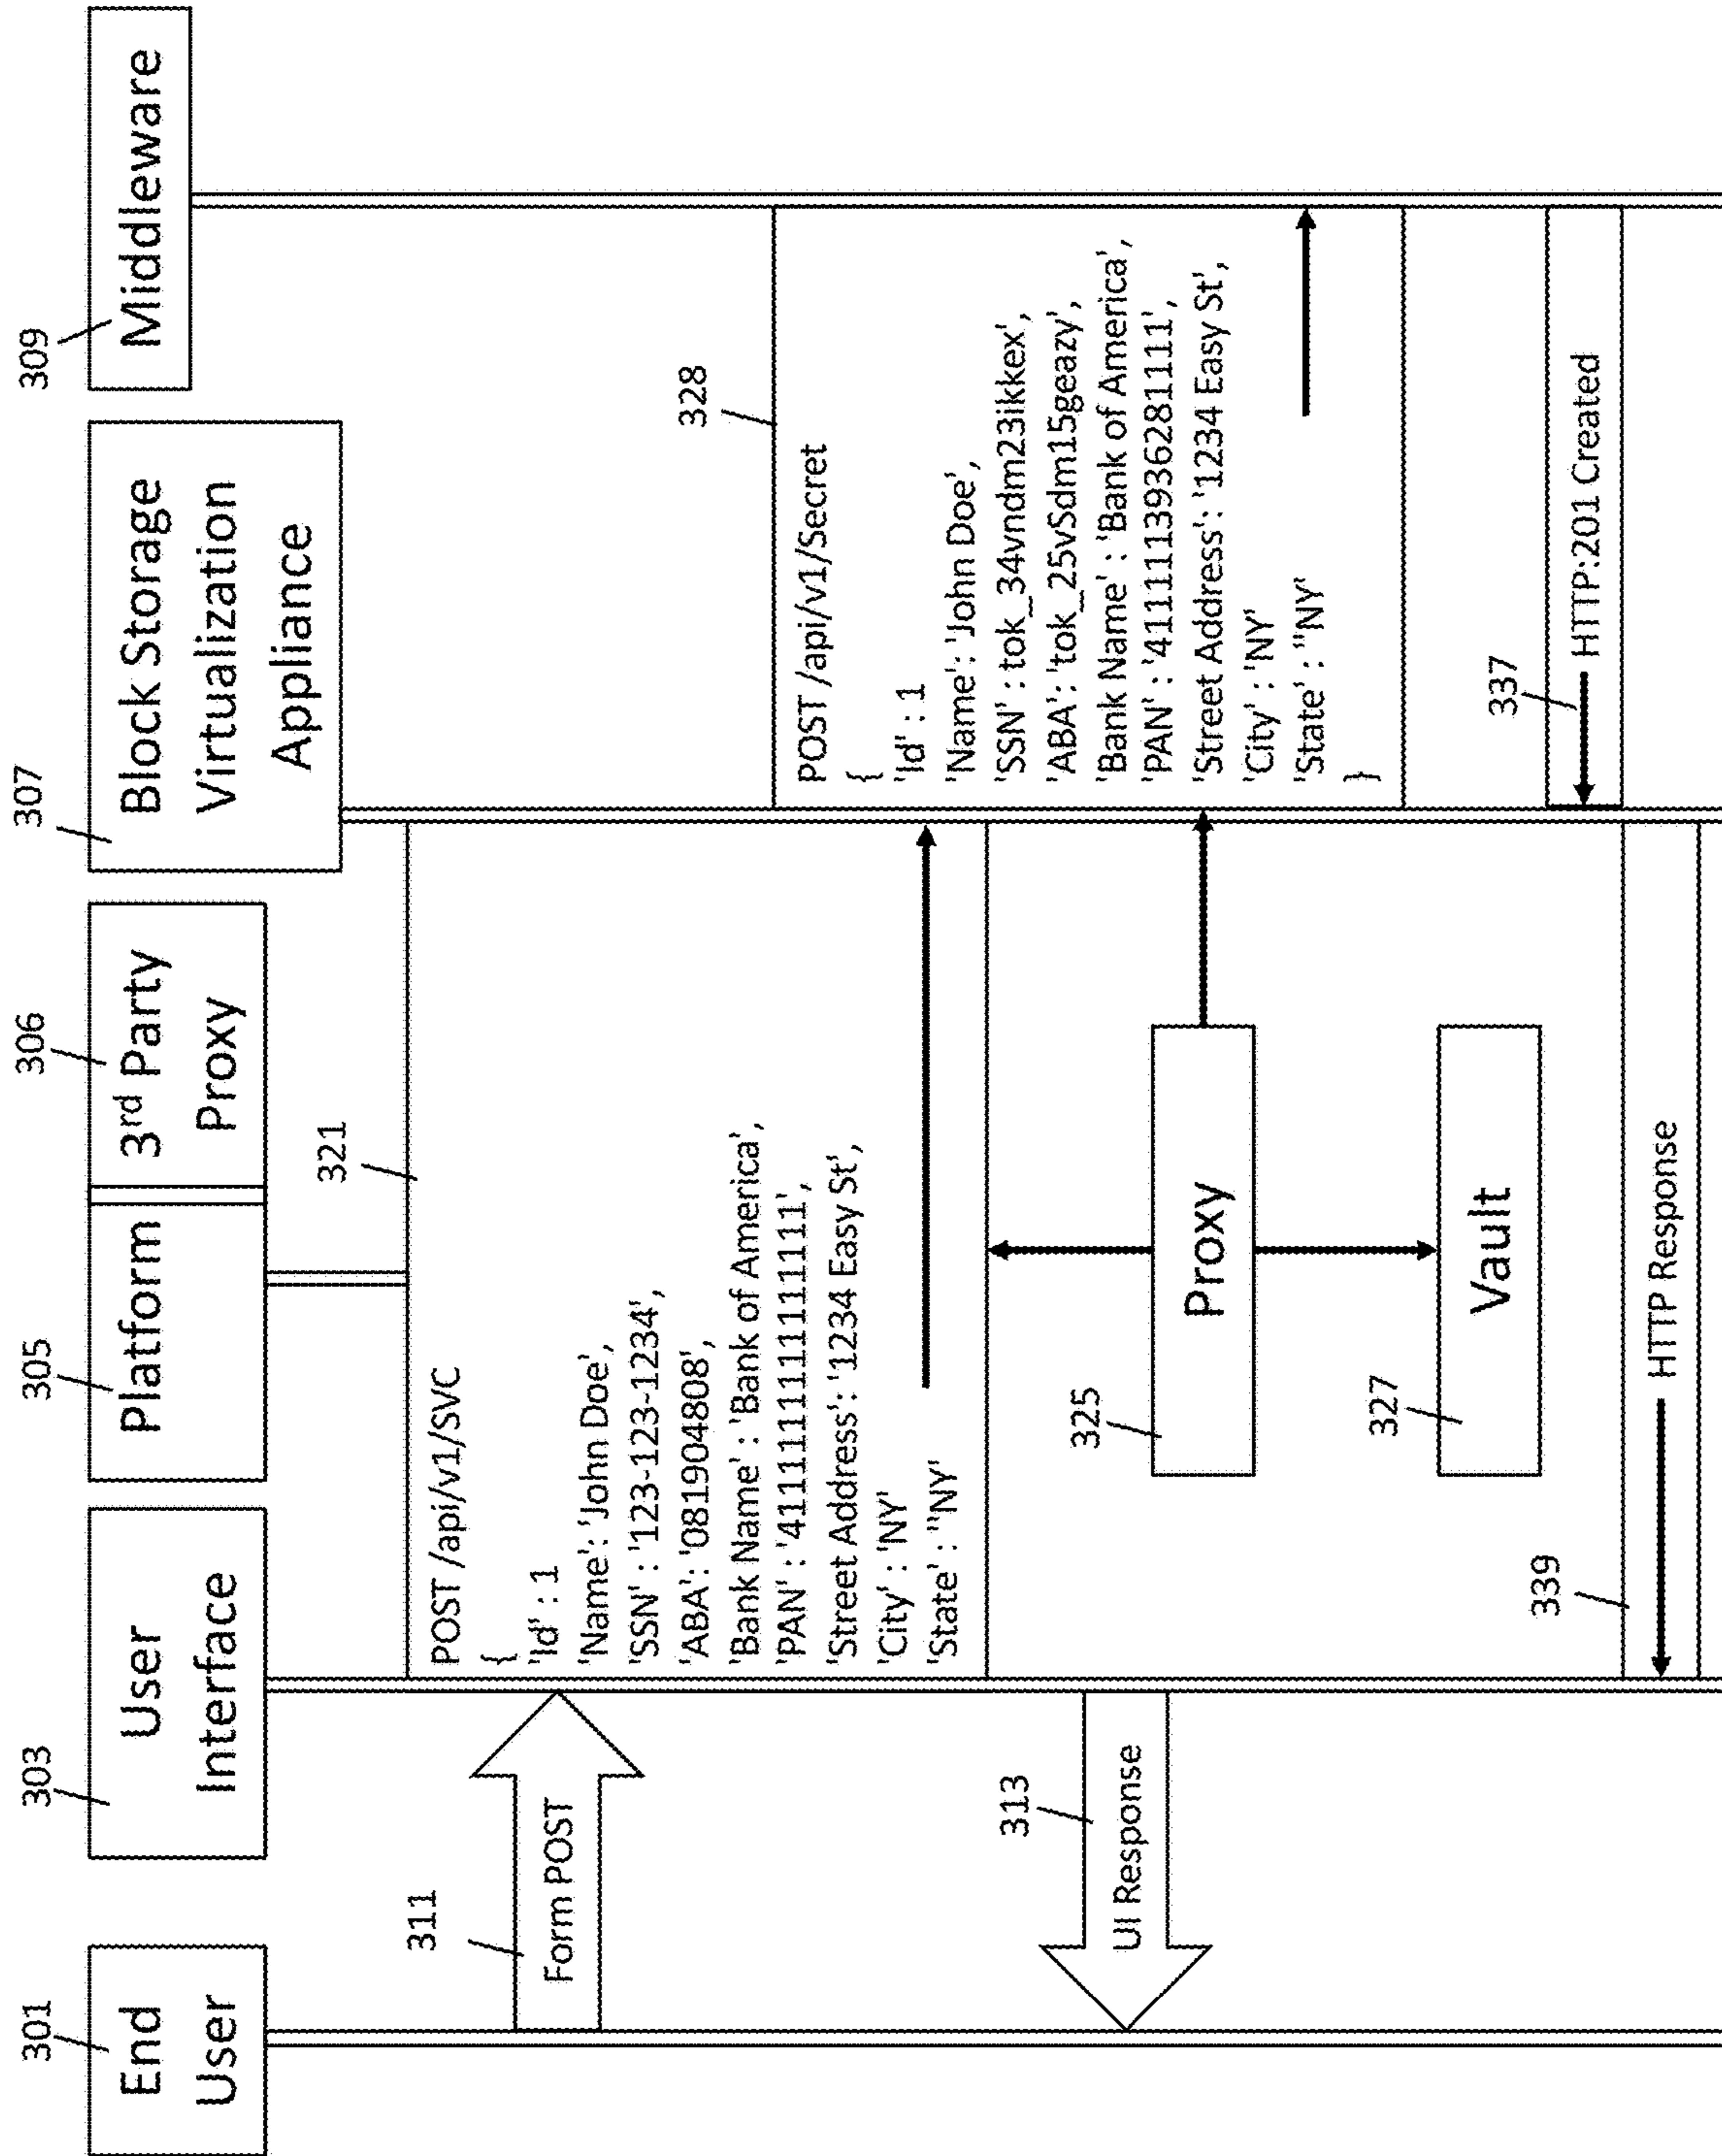 301
End
User
303
User
Interface
305
Platform
306
3rd Party
Proxy
307
Block Storage
Virtualization
Appliance
309
Middleware
311
Form POST
313
UI Response
321
POST /api/v1/SVC
{
'Id' : 1
'Name': 'John Doe',
'SSN' : '123-123-1234',
'ABA': '081904808',
'Bank Name' : 'Bank of America',
'PAN' : '4111111111111111',
'Street Address': '1234 Easy St',
'City' : 'NY'
'State' : "NY'
325
Proxy
327
Vault
328
POST /api/v1/Secret
{
'Id' : 1
'Name': 'John Doe',
'SSN' : tok_34vndm23ikkex',
'ABA': 'tok_25vSdm15geazy',
'Bank Name' : 'Bank of America',
'PAN' : '4111139362811111',
'Street Address': '1234 Easy St',
'City' : 'NY'
'State' : "NY'
}
337
HTTP:201 Created
339
HTTP Response